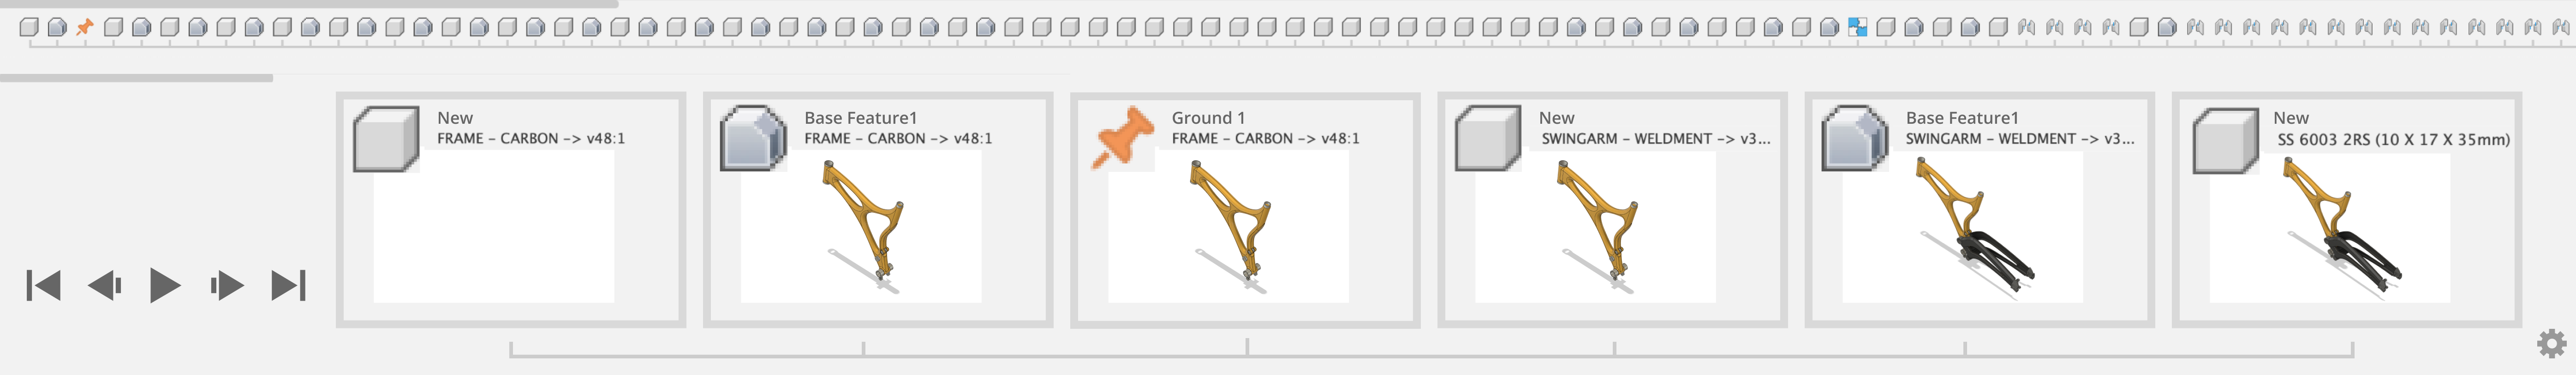 New
FRAME – CARBON –> v48:1
Base Feature1
FRAME – CARBON –> v48:1
Ground 1
FRAME – CARBON –> v48:1
New
SWINGARM – WELDMENT –> v3...
Base Feature1
SWINGARM – WELDMENT –> v3...
New
SS 6003 2RS (10 X 17 X 35mm)